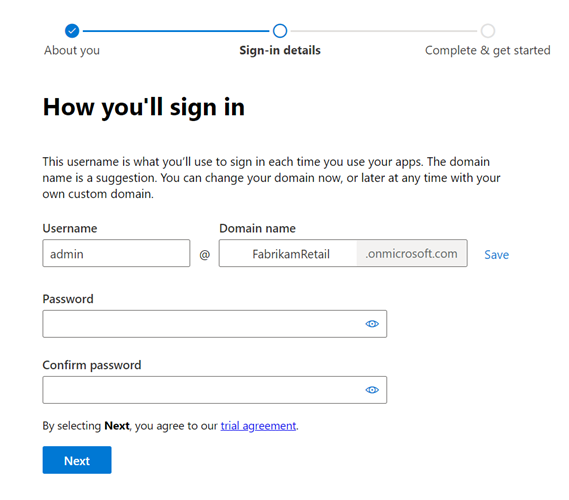 About you
Sign-in details
Complete & get started
How you'll sign in
This username is what you'll use to sign in each time you use your apps. The domain
name is a suggestion. You can change your domain now, or later at any time with your
own custom domain.
Username
Domain name
admin @ FabrikamRetail .onmicrosoft.com Save
Password
Confirm password
By selecting Next, you agree to our trial agreement.
Next